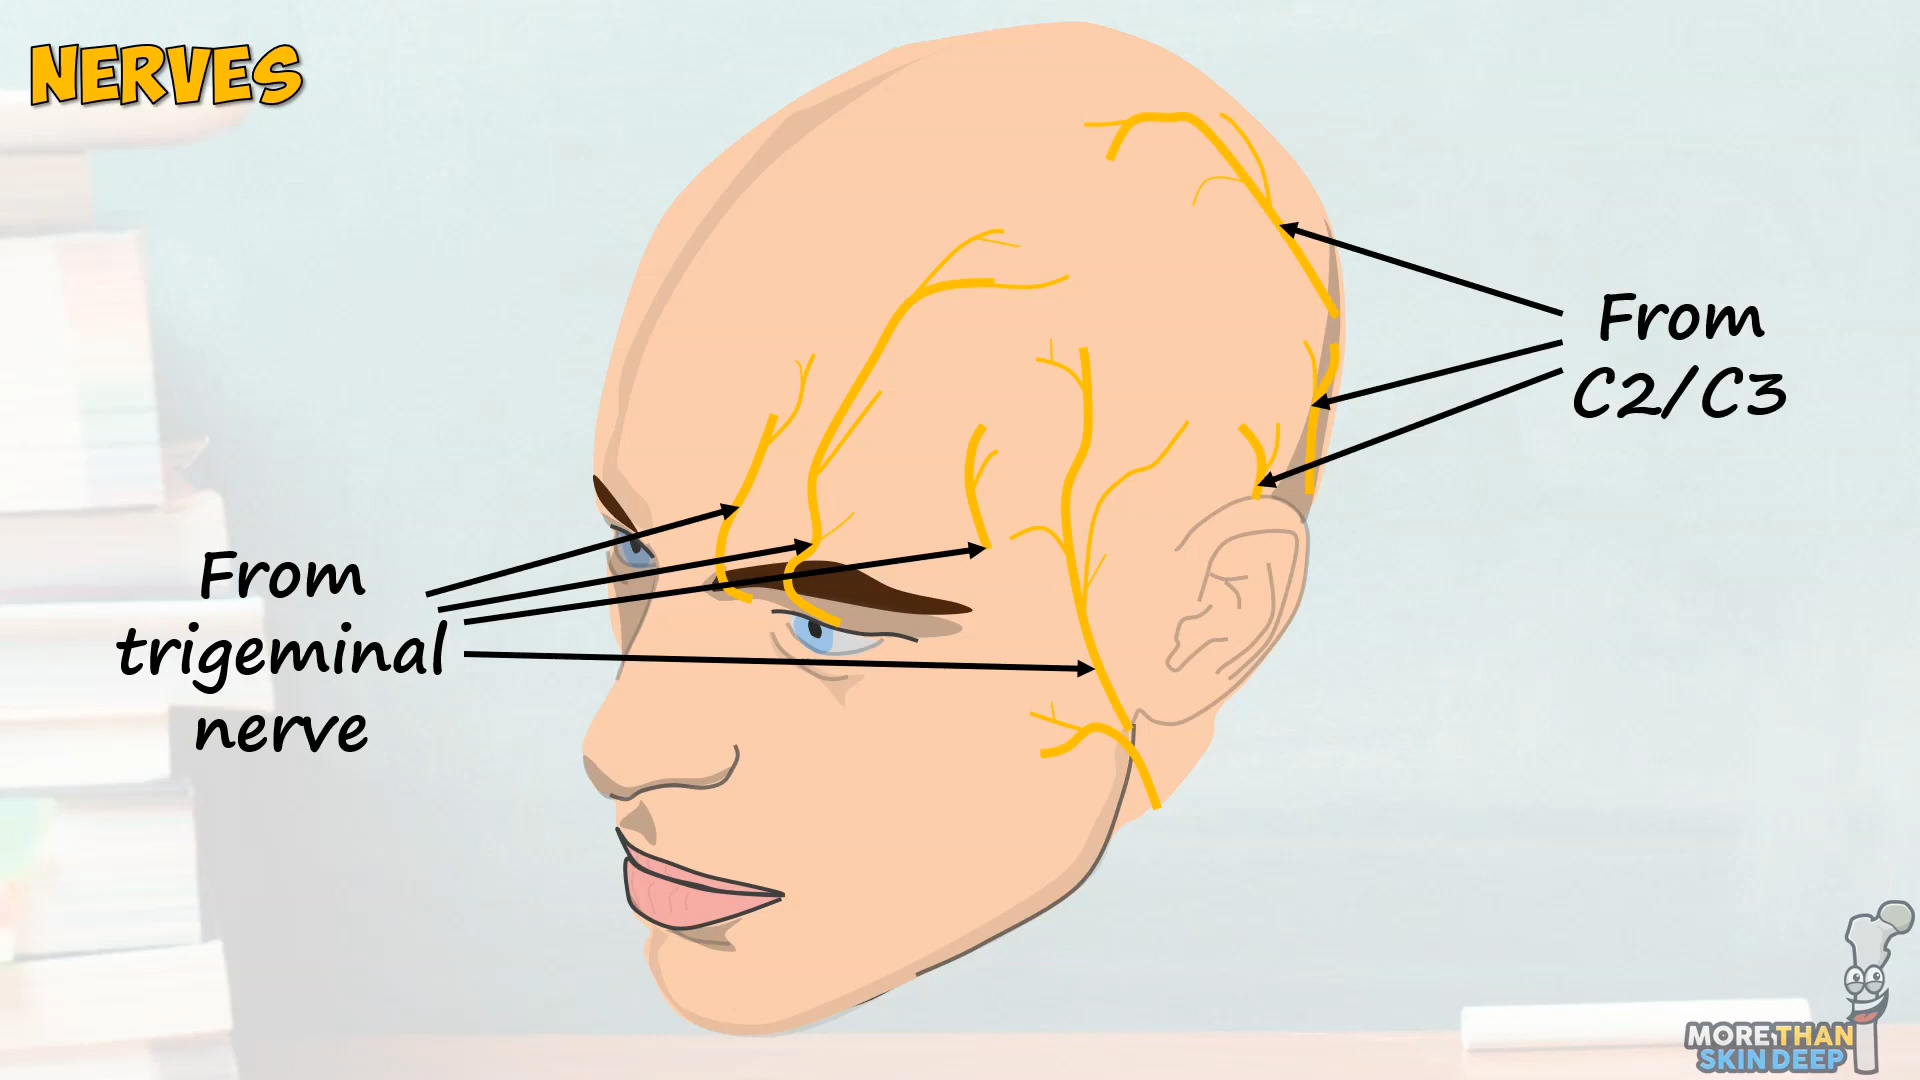 NERVES
From
C2/C3
From
trigeminal
nerve
MORE THAN
SKIN DEEP